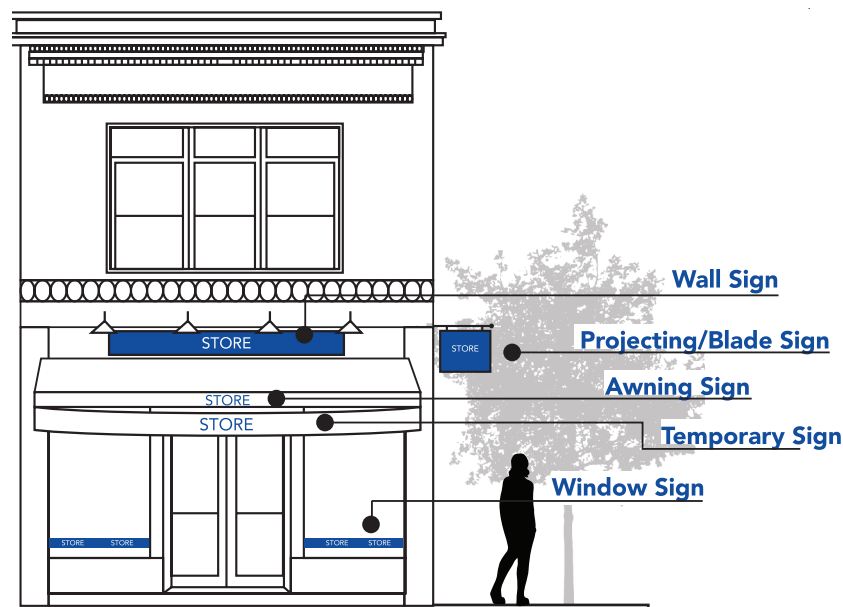 Wall Sign
STORE
Projecting/Blade Sign
STORE
Awning Sign
STORE
STORE
Temporary Sign
Window Sign
STORE STORE STORE STORE